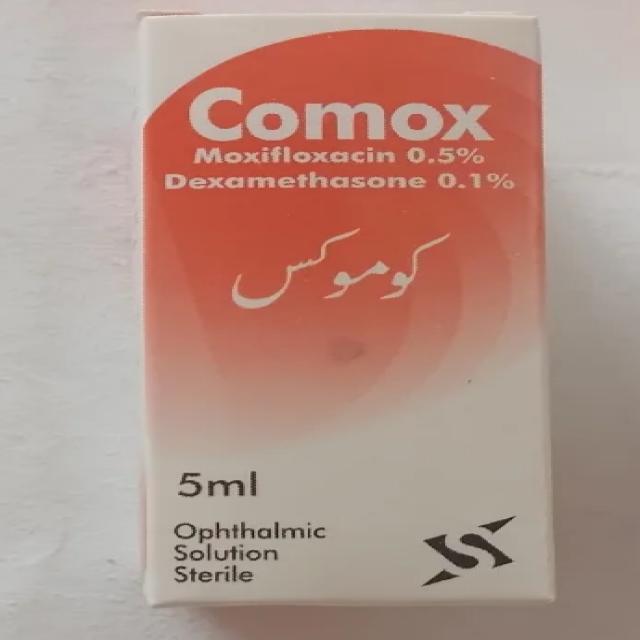 Comox
Moxifloxacin 0.5%
Dexamethasone 0.1%
کوموکس
5ml
Ophthalmic
Solution
Sterile